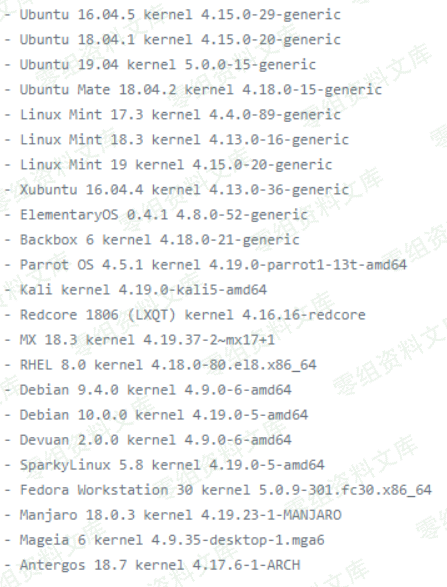 - Ubuntu 16.04.5 kernel 4.15.0-29-generic
- Ubuntu 18.04.1 kernel 4.15.0-20-generic
- Ubuntu 19.04 kernel 5.0.0-15-generic
- Ubuntu Mate 18.04.2 kernel 4.18.0-15-generic
- Linux Mint 17.3 kernel 4.4.0-89-generic
- Linux Mint 18.3 kernel 4.13.0-16-generic
- Linux Mint 19 kernel 4.15.0-20-generic
- Xubuntu 16.04.4 kernel 4.13.0-36-generic
- ElementaryOS 0.4.1 4.8.0-52-generic
- Backbox 6 kernel 4.18.0-21-generic
- Parrot OS 4.5.1 kernel 4.19.0-parrot1-13t-amd64
- Kali kernel 4.19.0-kali5-amd64
- Redcore 1806 (LXQT) kernel 4.16.16-redcore
- MX 18.3 kernel 4.19.37-2~mx17+1
- RHEL 8.0 kernel 4.18.0-80.el8.x86_64
- Debian 9.4.0 kernel 4.9.0-6-amd64
- Debian 10.0.0 kernel 4.19.0-5-amd64
- Devuan 2.0.0 kernel 4.9.0-6-amd64
- SparkyLinux 5.8 kernel 4.19.0-5-amd64
- Fedora Workstation 30 kernel 5.0.9-301.fc30.x86_64
- Manjaro 18.0.3 kernel 4.19.23-1-MANJARO
- Mageia 6 kernel 4.9.35-desktop-1.mga6
- Antergos 18.7 kernel 4.17.6-1-ARCH
零组资料文库